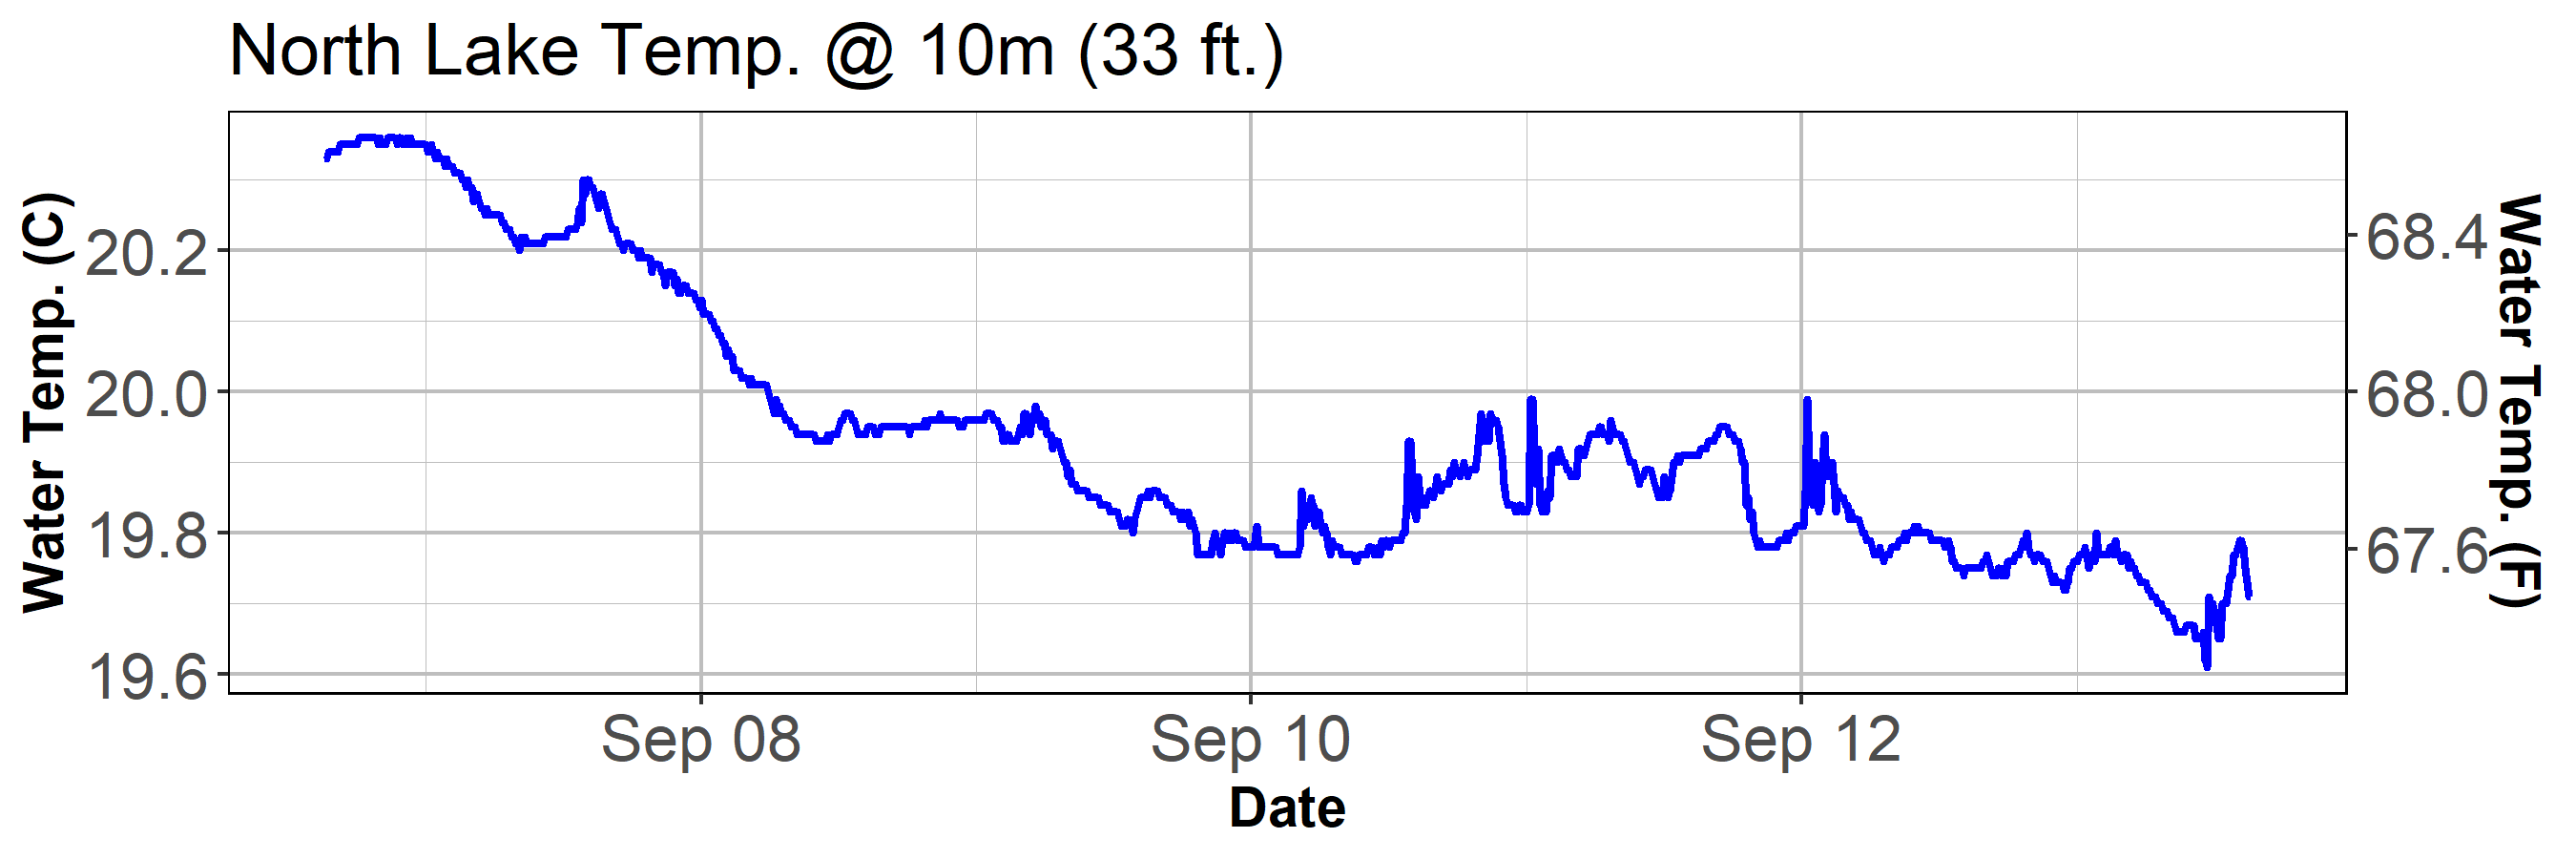 North Lake Temp. @ 10m (33 ft.)
Water Temp. (C)
20.2
20.0
19.8
19.6
68.4
68.0
67.6
Water Temp. (F)
Sep 08
Sep 10
Sep 12
Date